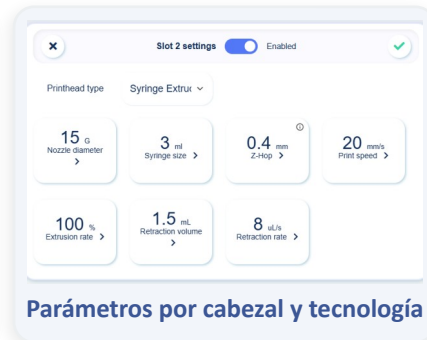 Slot 2 settings Enabled
Printhead type Syringe Extruc
15 G
Nozzle diameter
3 ml
Syringe size
0.4 mm
Z-Hop
20 mm/s
Print speed
100 %
Extrusion rate
1.5 mL
Retraction volume
8 uL/s
Retraction rate
Parámetros por cabezal y tecnología